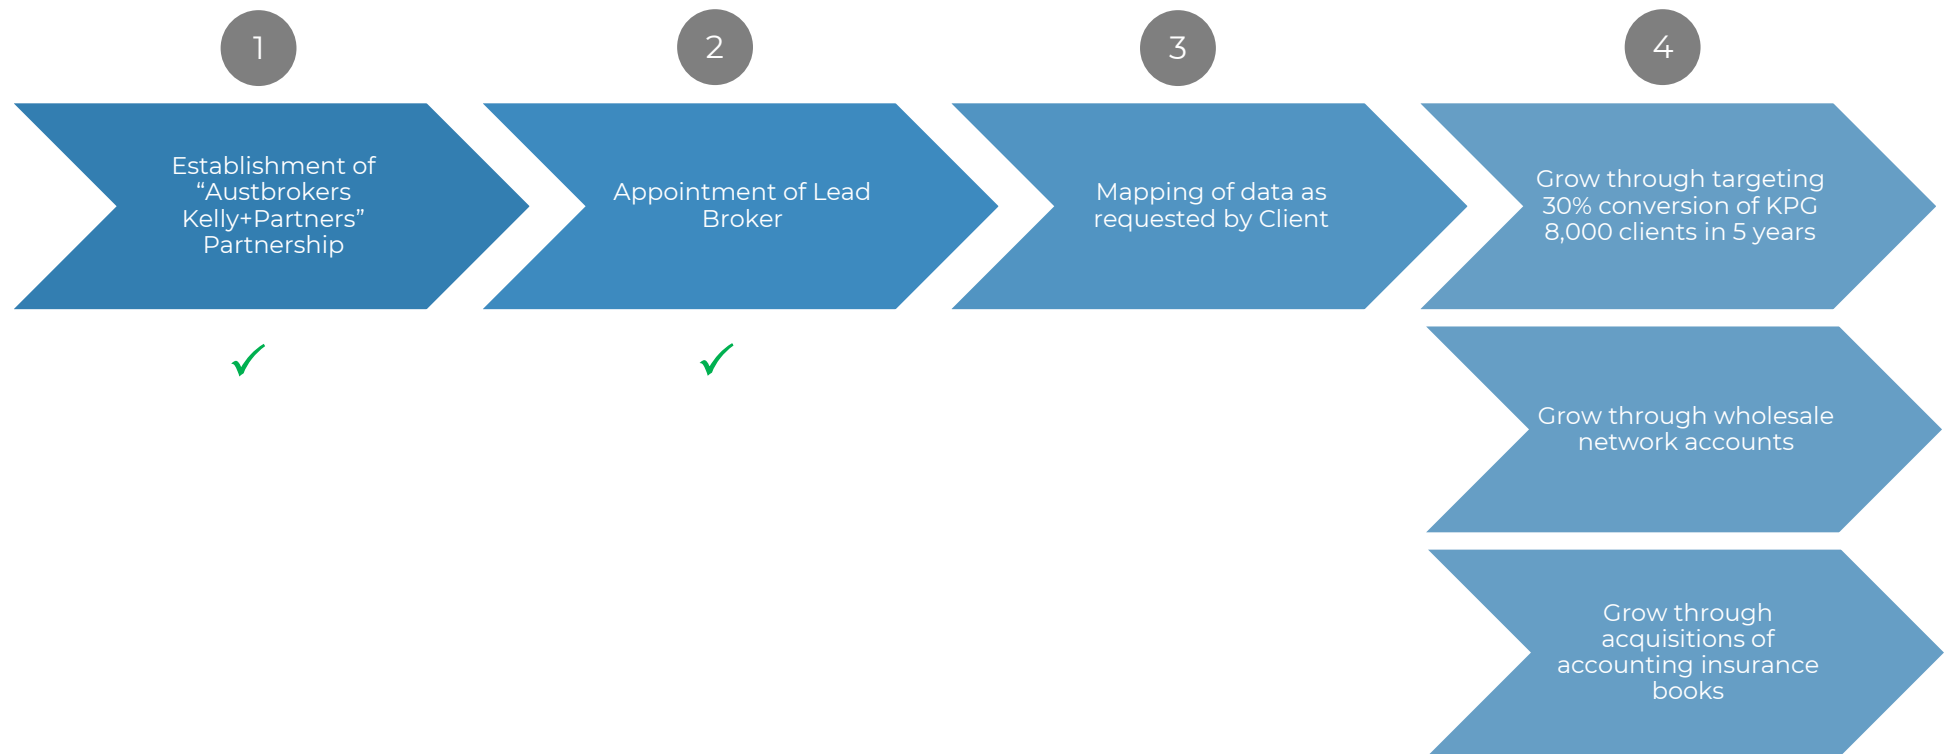 1
Establishment of
“Austbrokers
Kelly+Partners”
Partnership
2
Appointment of Lead
Broker
3
Mapping of data as
requested by Client
4
Grow through targeting
30% conversion of KPG
8,000 clients in 5 years
Grow through wholesale
network accounts
Grow through
acquisitions of
accounting insurance
books